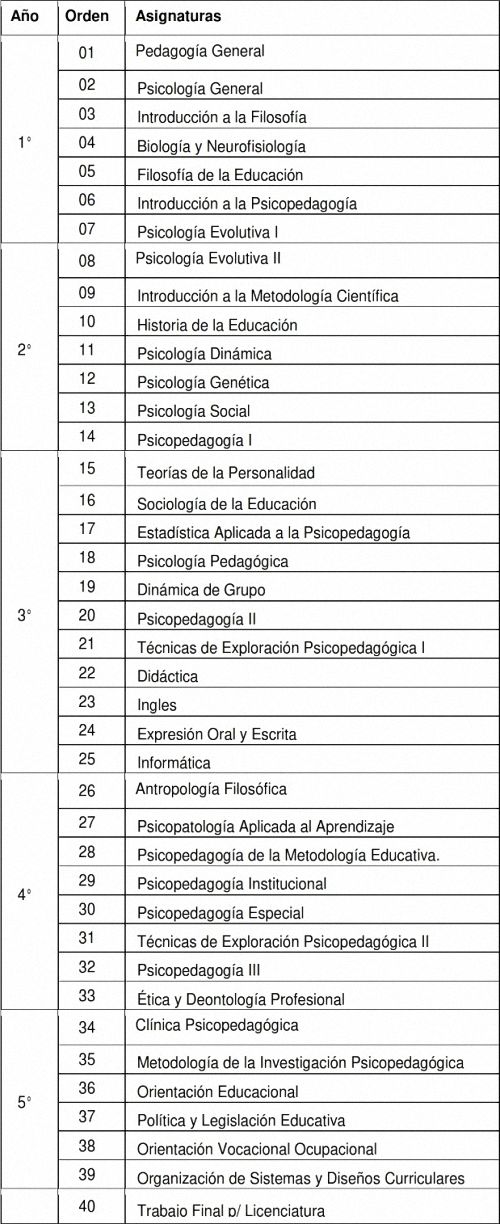 Año Orden Asignaturas
01 Pedagogía General
02 Psicología General
03 Introducción a la Filosofía
1° 04 Biología y Neurofisiología
05 Filosofía de la Educación
06 Introducción a la Psicopedagogía
07 Psicología Evolutiva I
08 Psicología Evolutiva II
09 Introducción a la Metodología Científica
10 Historia de la Educación
2° 11 Psicología Dinámica
12 Psicología Genética
13 Psicología Social
14 Psicopedagogía I
15 Teorías de la Personalidad
16 Sociología de la Educación
17 Estadística Aplicada a la Psicopedagogía
18 Psicología Pedagógica
19 Dinámica de Grupo
3° 20 Psicopedagogía II
21 Técnicas de Exploración Psicopedagógica I
22 Didáctica
23 Ingles
24 Expresión Oral y Escrita
25 Informática
26 Antropología Filosófica
27 Psicopatología Aplicada al Aprendizaje
28 Psicopedagogía de la Metodología Educativa.
4° 29 Psicopedagogía Institucional
30 Psicopedagogía Especial
31 Técnicas de Exploración Psicopedagógica II
32 Psicopedagogía III
33 Ética y Deontología Profesional
34 Clínica Psicopedagógica
35 Metodología de la Investigación Psicopedagógica
36 Orientación Educacional
5° 37 Política y Legislación Educativa
38 Orientación Vocacional Ocupacional
39 Organización de Sistemas y Diseños Curriculares
40 Trabajo Final p/ Licenciatura